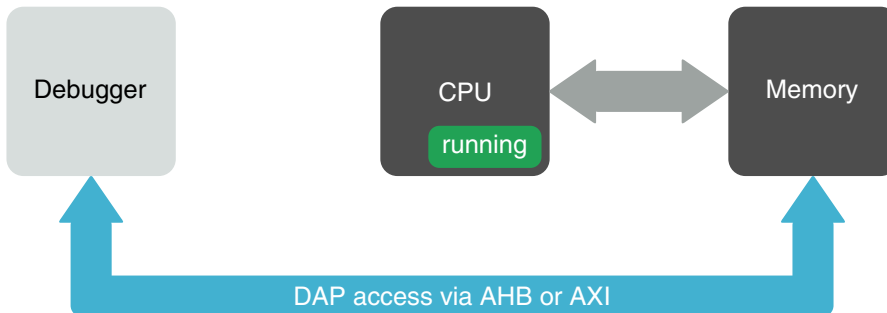 Debugger
CPU
Memory
running
DAP access via AHB or AXI